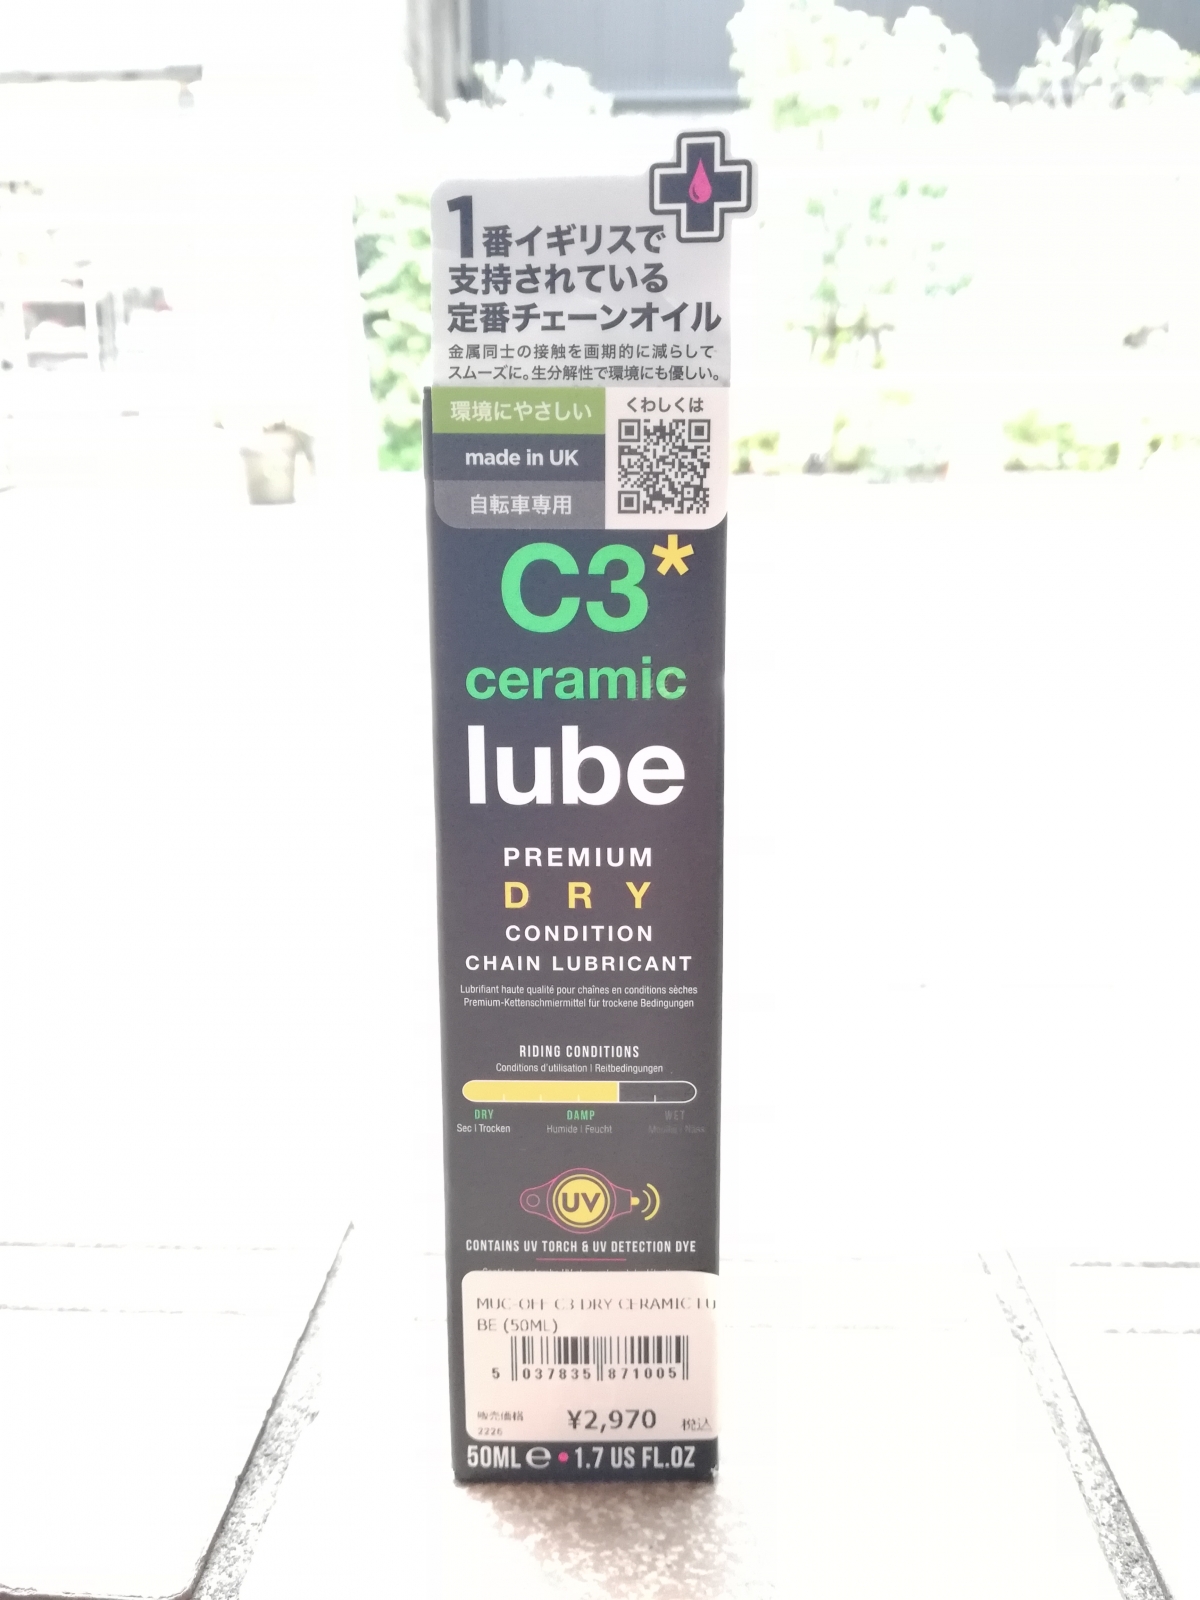 1番イギリスで
支持されている
定番チェーンオイル
金属同士の接触を画期的に減らして
スムーズに。生分解性で環境にも優しい。
環境にやさしい
くわしくは
made in UK
自転車専用
C3*
ceramic
lube
PREMIUM
DRY
CONDITION
CHAIN LUBRICANT
Lubrifiant haute qualité pour chaînes en conditions sèches
Premium-Kettenschmiermittel für trockene Bedingungen
RIDING CONDITIONS
Conditions d'utilisation | Reitbedingungen
DRY DAMP WET
Sec | Trocken Humide | Feucht
UV
CONTAINS UV TORCH & UV DETECTION DYE
MUC-OFF C3 DRY CERAMIC LU
BE (50ML)
5 037835 871005
販売価格 ¥2,970 税込
2226
50ML e • 1.7 US FL.OZ